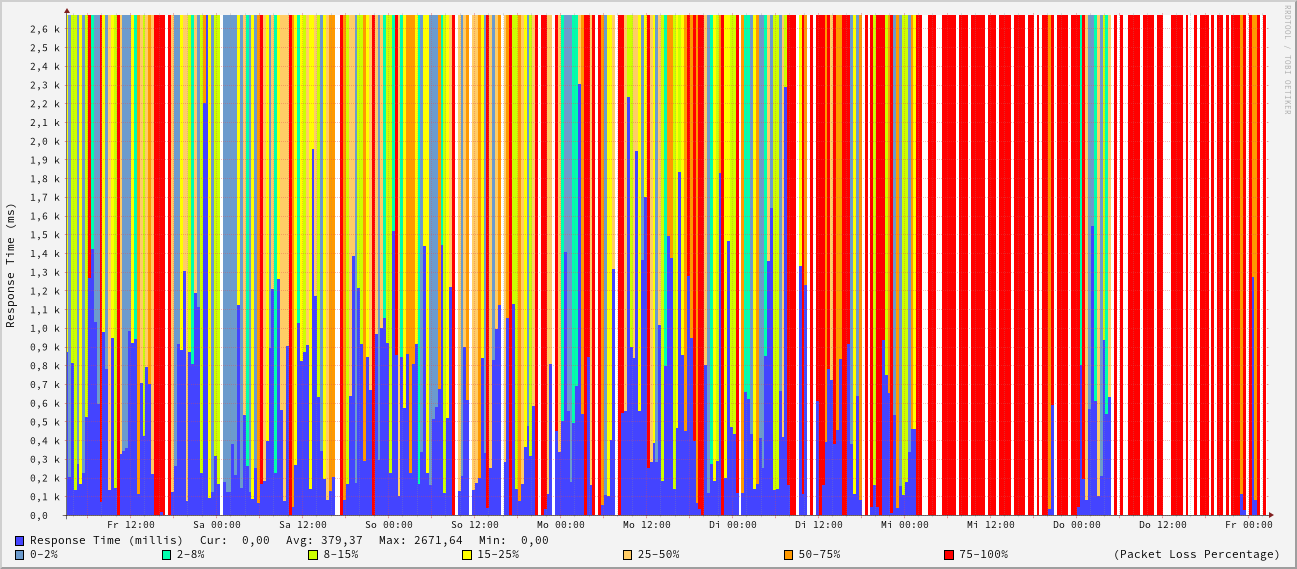 RRDTOOL / TOBI OETIKER
Response Time (ms)
2,6 k
2,5 k
2,4 k
2,3 k
2,2 k
2,1 k
2,0 k
1,9 k
1,8 k
1,7 k
1,6 k
1,5 k
1,4 k
1,3 k
1,2 k
1,1 k
1,0 k
0,9 k
0,8 k
0,7 k
0,6 k
0,5 k
0,4 k
0,3 k
0,2 k
0,1 k
0,0
Fr 12:00 Sa 00:00 Sa 12:00 So 00:00 So 12:00 Mo 00:00 Mo 12:00 Di 00:00 Di 12:00 Mi 00:00 Mi 12:00 Do 00:00 Do 12:00 Fr 00:00
Response Time (millis) Cur: 0,00 Avg: 379,37 Max: 2671,64 Min: 0,00
0-2% 2-8% 8-15% 15-25% 25-50% 50-75% 75-100% (Packet Loss Percentage)